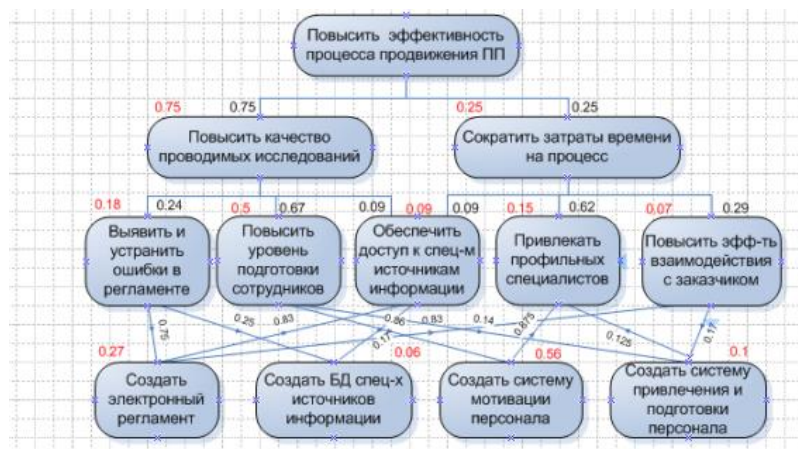 Повысить эффективность
процесса продвижения ПП
0.75 0.75
0.25 0.25
Повысить качество
проводимых исследований
Сократить затраты времени
на процесс
0.18 0.24
0.5 0.67
0.09 0.09 0.09
0.15 0.62
0.07 0.29
Выявить и
устранить
ошибки в
регламенте
Повысить
уровень
подготовки
сотрудников
Обеспечить
доступ к спец-м
источникам
информации
Привлекать
профильных
специалистов
Повысить эфф-ть
взаимодействия
с заказчиком
0.75
0.25
0.83
0.17
0.86
0.83
0.14
0.875
0.125
0.17
0.27
0.06
0.56
0.1
Создать
электронный
регламент
Создать БД спец-х
источников
информации
Создать систему
мотивации
персонала
Создать систему
привлечения и
подготовки
персонала